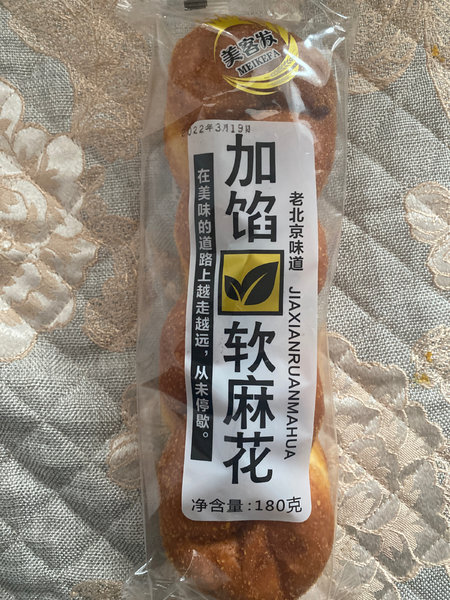 美客发
MEIKEFA
2022年3月19日
加馅软麻花
老北京味道
JIAXIANRUANMAHUA
在美味的道路上越走越远，从未停歇。
净含量:180克